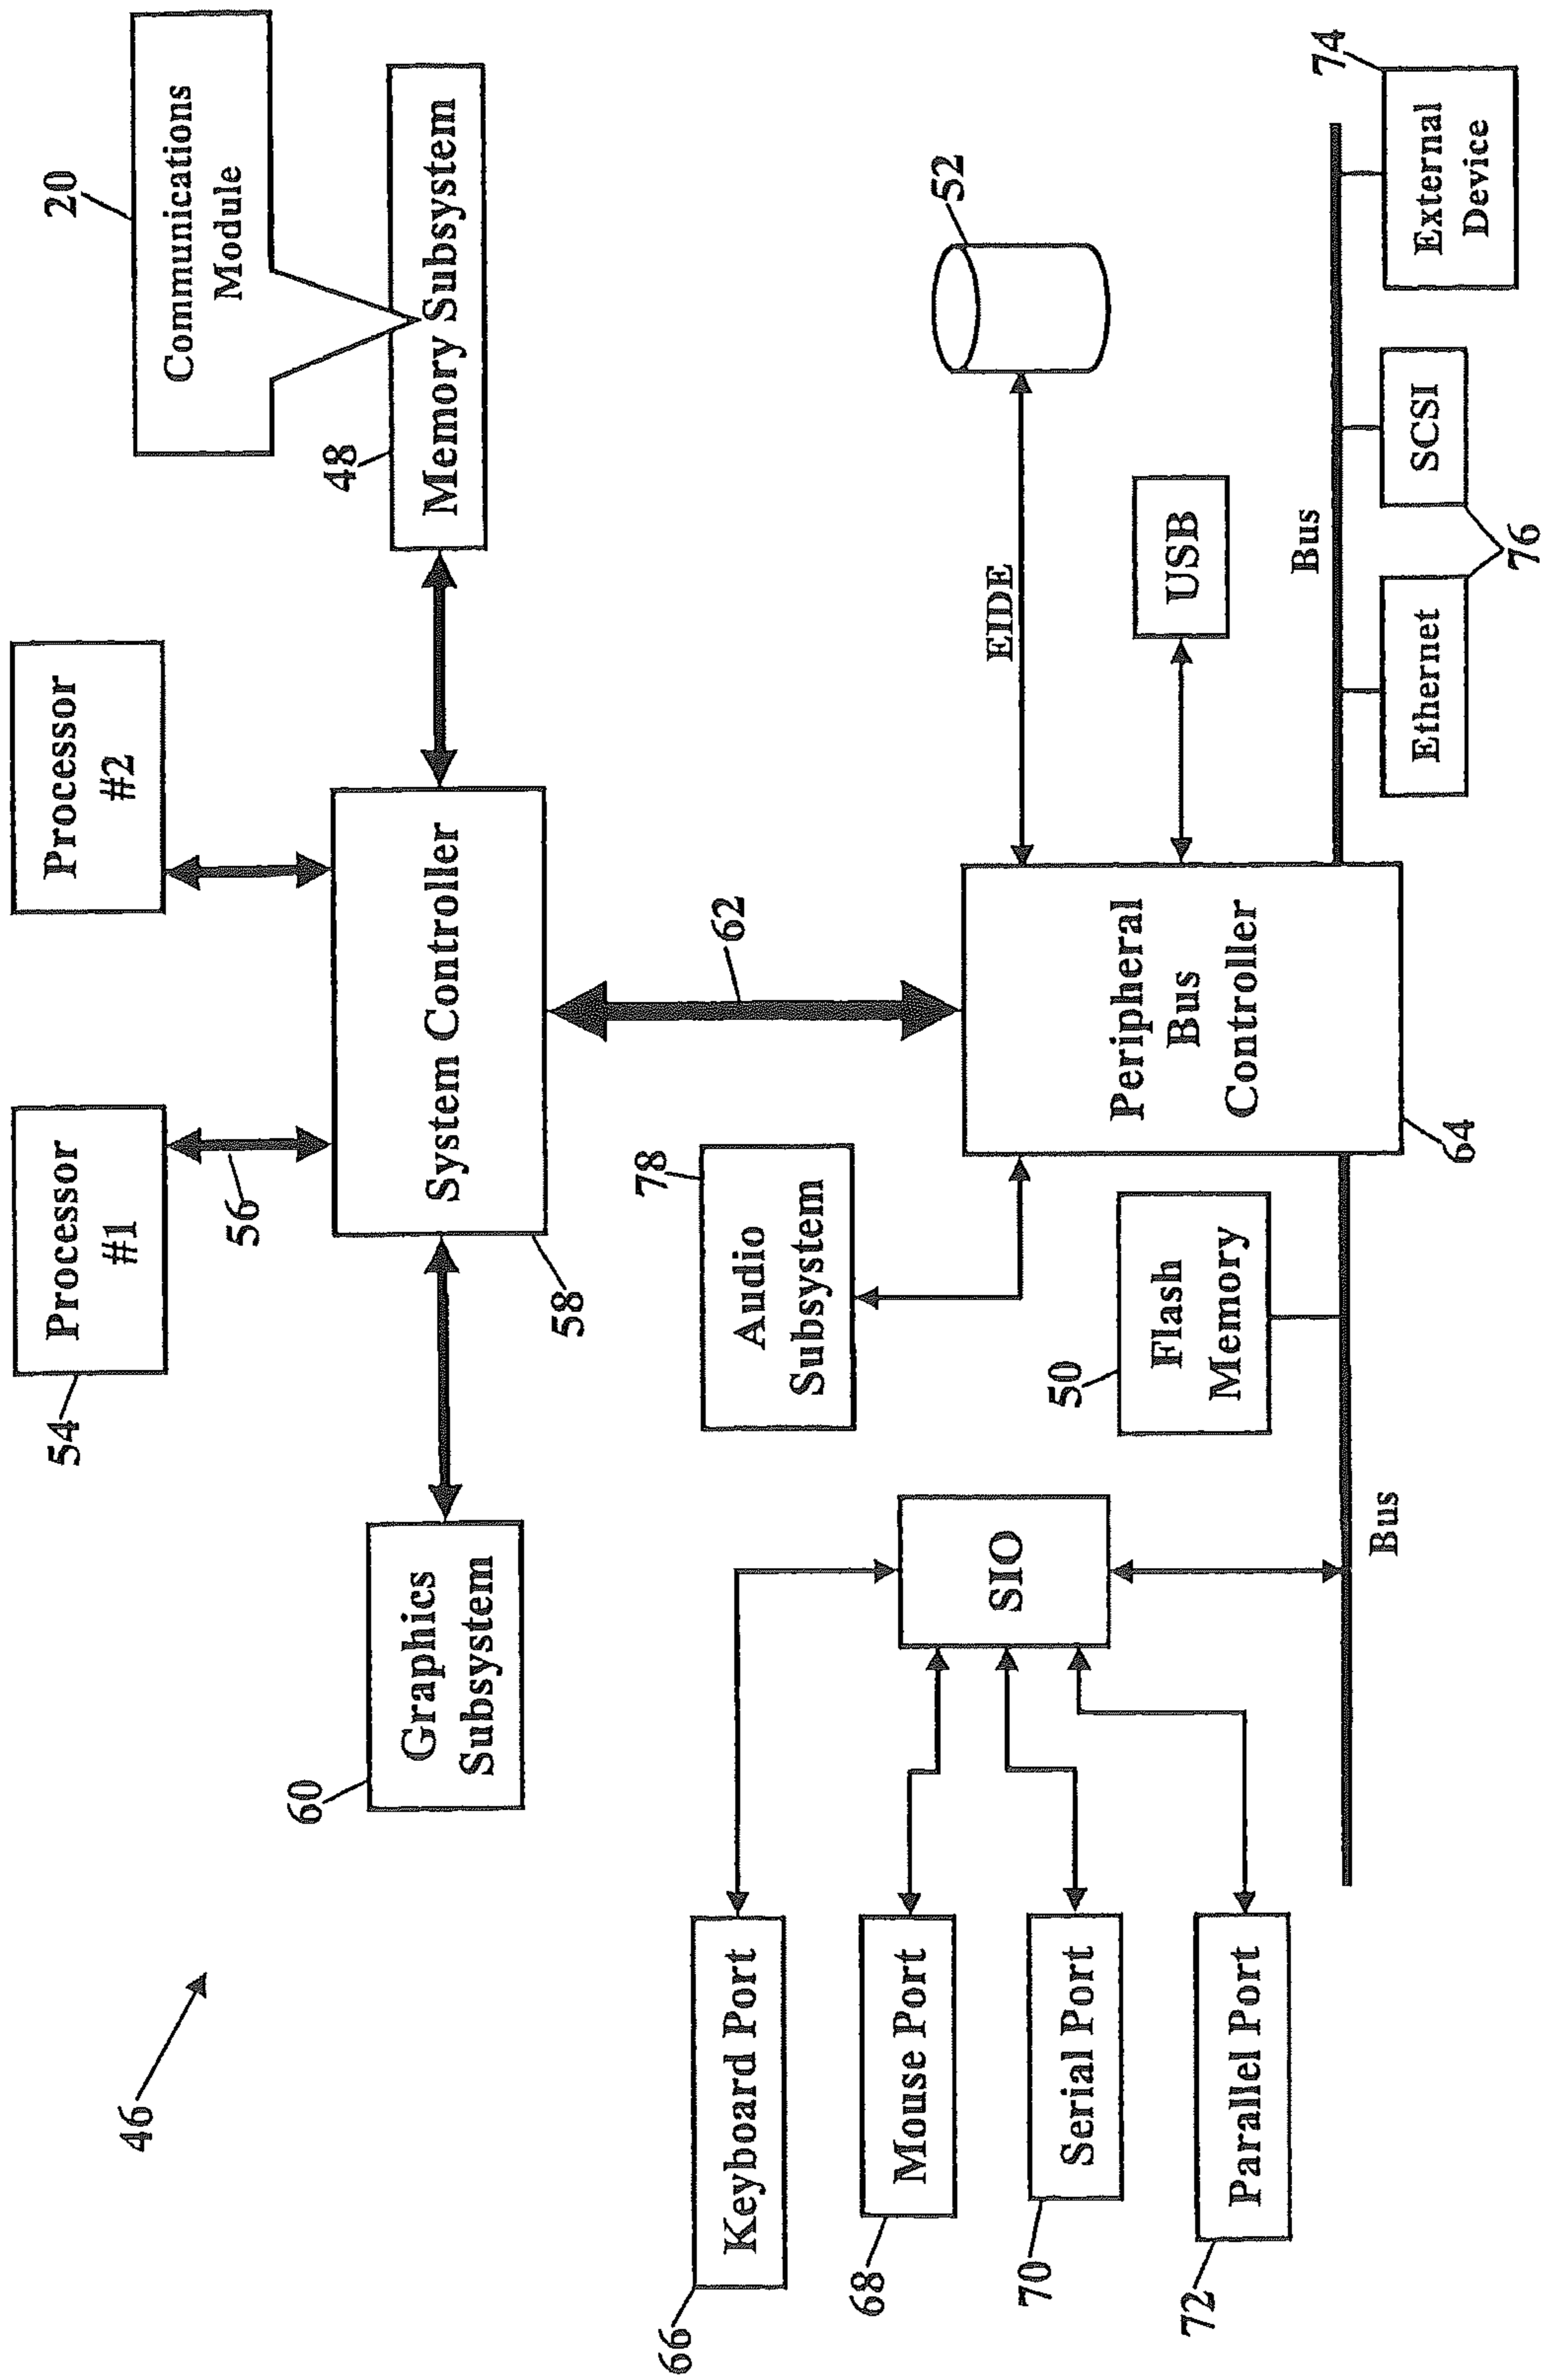 46
54
Processor
#1
56
Processor
#2
20
Communications
Module
60
Graphics
Subsystem
58
System Controller
48
Memory Subsystem
62
66
Keyboard Port
68
Mouse Port
70
Serial Port
72
Parallel Port
SIO
78
Audio
Subsystem
50
Flash
Memory
Bus
Peripheral
Bus
Controller
64
EIDE
52
USB
Bus
Ethernet
SCSI
76
74
External
Device